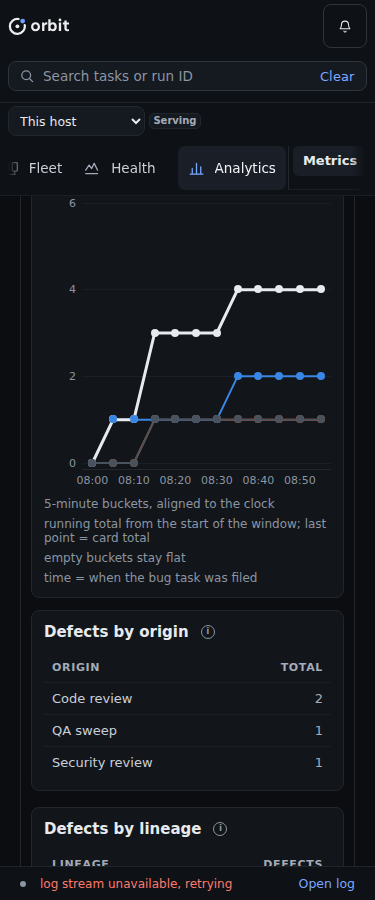 orbit
Search tasks or run ID
Clear
This host
Serving
Fleet
Health
Analytics
Metrics
6
4
2
0
08:00 08:10 08:20 08:30 08:40 08:50
5-minute buckets, aligned to the clock
running total from the start of the window; last
point = card total
empty buckets stay flat
time = when the bug task was filed
Defects by origin
ORIGIN TOTAL
Code review 2
QA sweep 1
Security review 1
Defects by lineage
LINEAGE DEFECTS
log stream unavailable, retrying
Open log